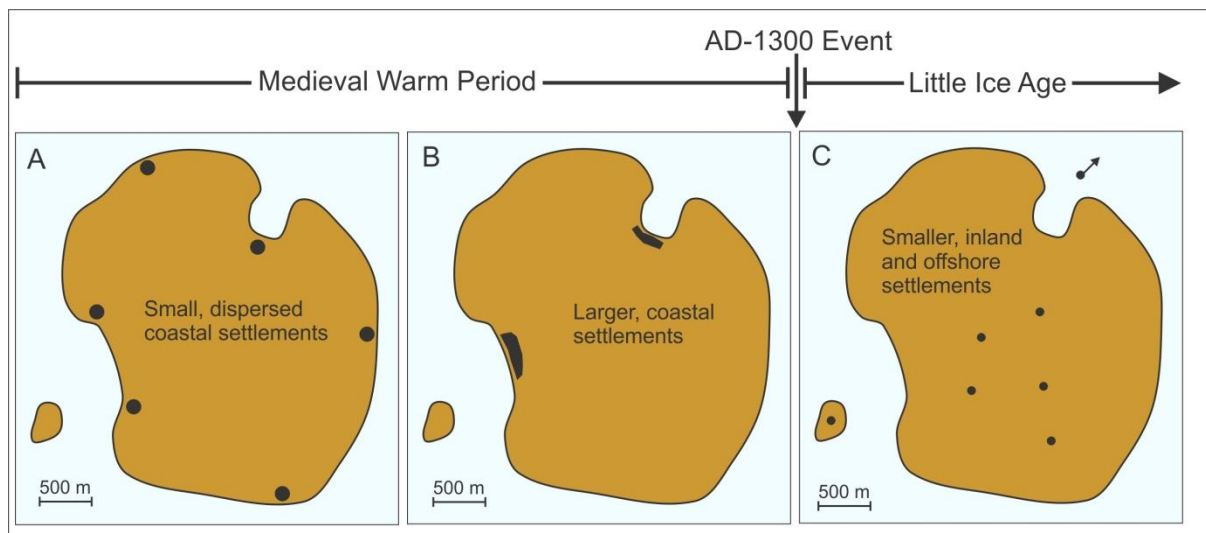 AD-1300 Event
Medieval Warm Period
Little Ice Age
A
Small, dispersed
coastal settlements
500 m
B
Larger, coastal
settlements
500 m
C
Smaller, inland
and offshore
settlements
500 m